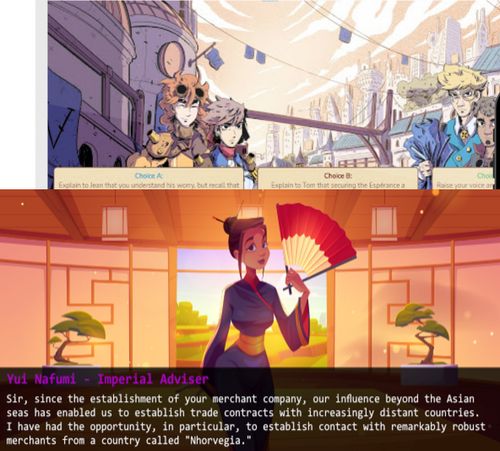 Choice A:
Explain to Jean that you understand his worry, but recall that
Choice B:
Explain to Tom that securing the Espérance a
Raise your voice
Yui Nafumi - Imperial Adviser
Sir, since the establishment of your merchant company, our influence beyond the Asian
seas has enabled us to establish trade contracts with increasingly distant countries.
I have had the opportunity, in particular, to establish contact with remarkably robust
merchants from a country called "Nhorvegia."